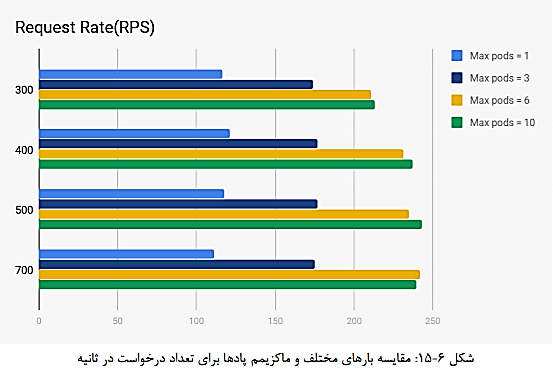 Request Rate(RPS)
Max pods = 1
Max pods = 3
Max pods = 6
Max pods = 10
300
400
500
700
0 50 100 150 200 250
شکل ۶-۱۵: مقایسه بارهای مختلف و ماکزیمم پادها برای تعداد درخواست در ثانیه